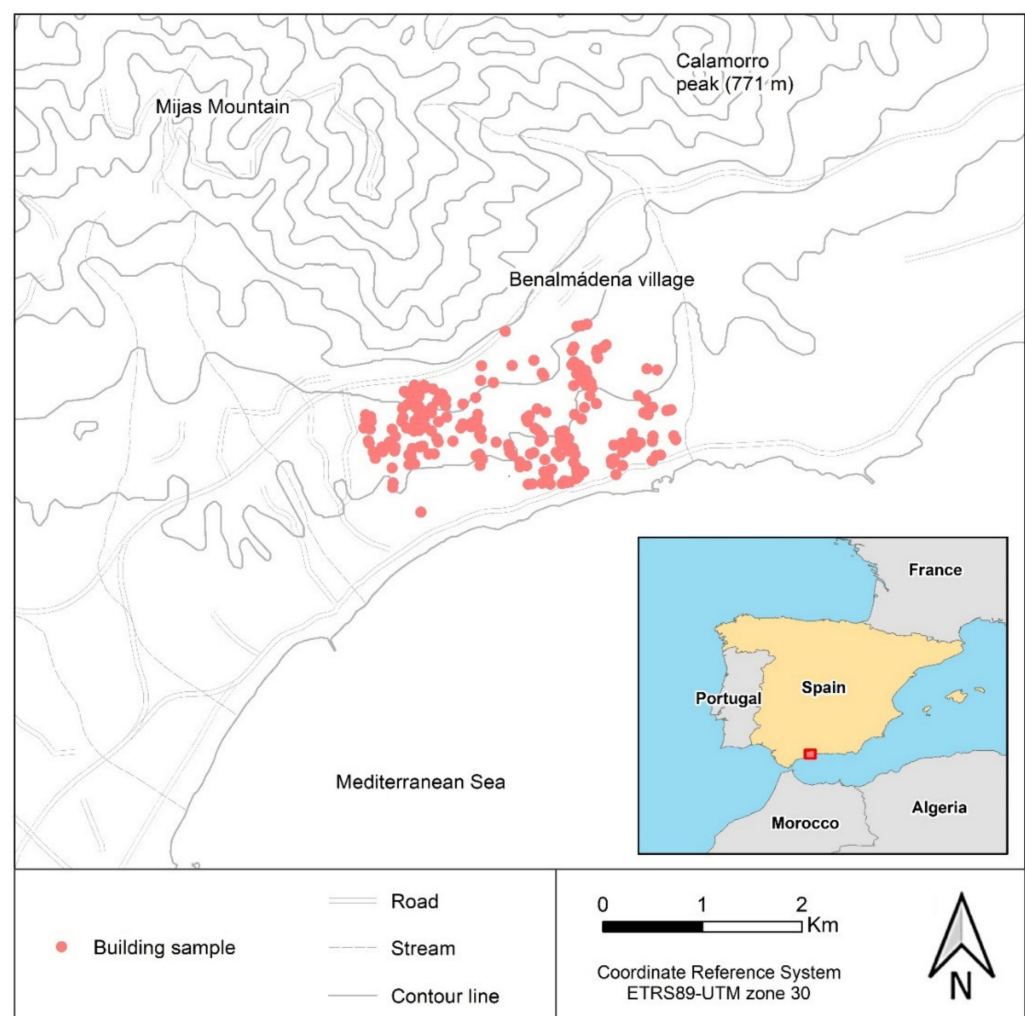 Calamorro
peak (771 m)
Mijas Mountain
Benalmádena village
France
Portugal
Spain
Mediterranean Sea
Morocco
Algeria
Building sample
Road
Stream
Contour line
0 1 2
Km
Coordinate Reference System
ETRS89-UTM zone 30
N